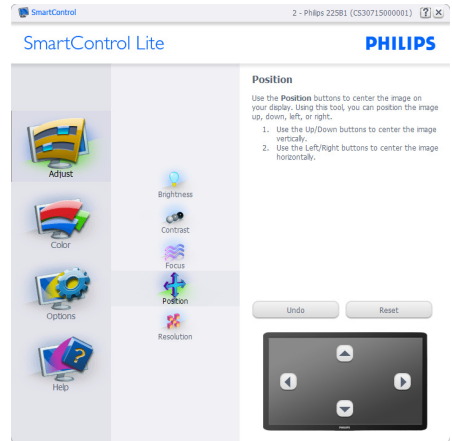 SmartControl
2 - Philips 225B1 (CS30715000001)
?
SmartControl Lite
PHILIPS
Adjust
Color
Options
Help
Brightness
Contrast
Focus
Position
Resolution
Position
Use the Position buttons to center the image on
your display. Using this tool, you can position the image
up, down, left, or right.
1. Use the Up/Down buttons to center the image
vertically.
2. Use the Left/Right buttons to center the image
horizontally.
Undo
Reset
PHILIPS